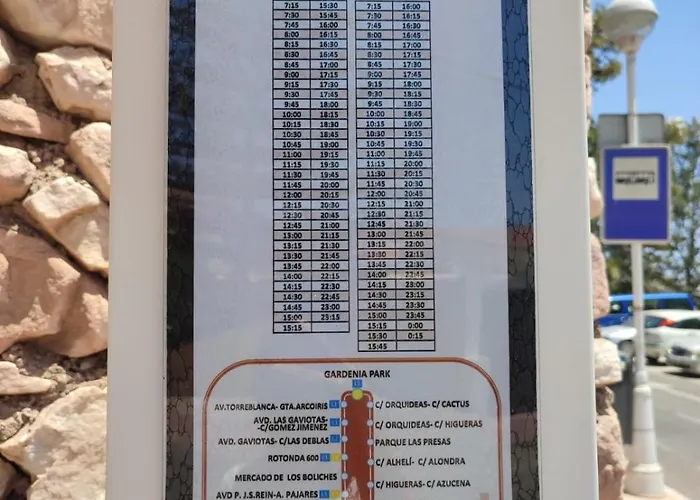 7:15 15:30 7:15 16:00
7:30 15:45 7:30 16:15
7:45 16:00 7:45 16:30
8:00 16:15 8:00 16:45
8:15 16:30 8:15 17:00
8:30 16:45 8:30 17:15
8:45 17:00 8:45 17:30
9:00 17:15 9:00 17:45
9:15 17:30 9:15 18:00
9:30 17:45 9:30 18:15
9:45 18:00 9:45 18:30
10:00 18:15 10:00 18:45
10:15 18:30 10:15 19:00
10:30 18:45 10:30 19:15
10:45 19:00 10:45 19:30
11:00 19:15 11:00 19:45
11:15 19:30 11:15 20:00
11:30 19:45 11:30 20:15
11:45 20:00 11:45 20:30
12:00 20:15 12:00 20:45
12:15 20:30 12:15 21:00
12:30 20:45 12:30 21:15
12:45 21:00 12:45 21:30
13:00 21:15 13:00 21:45
13:15 21:30 13:15 22:00
13:30 21:45 13:30 22:15
13:45 22:00 13:45 22:30
14:00 22:15 14:00 22:45
14:15 22:30 14:15 23:00
14:30 22:45 14:30 23:15
14:45 23:00 14:45 23:30
15:00 23:15 15:00 23:45
15:15 15:15 0:00
15:30 0:15
15:45
GARDENIA PARK
AV.TORREBLANCA- GTA.ARCOIRIS
AVD. LAS GAVIOTAS-
-C/GOMEZ JIMENEZ
AVD. GAVIOTAS- C/LAS DEBLAS
ROTONDA 600
MERCADO DE LOS BOLICHES
AVD P. J.S.REIN-A. PAJARES
C/ ORQUIDEAS- C/ CACTUS
C/ ORQUIDEAS- C/ HIGUERAS
PARQUE LAS PRESAS
C/ ALHELÍ- C/ ALONDRA
C/HIGUERAS- C/ AZUCENA